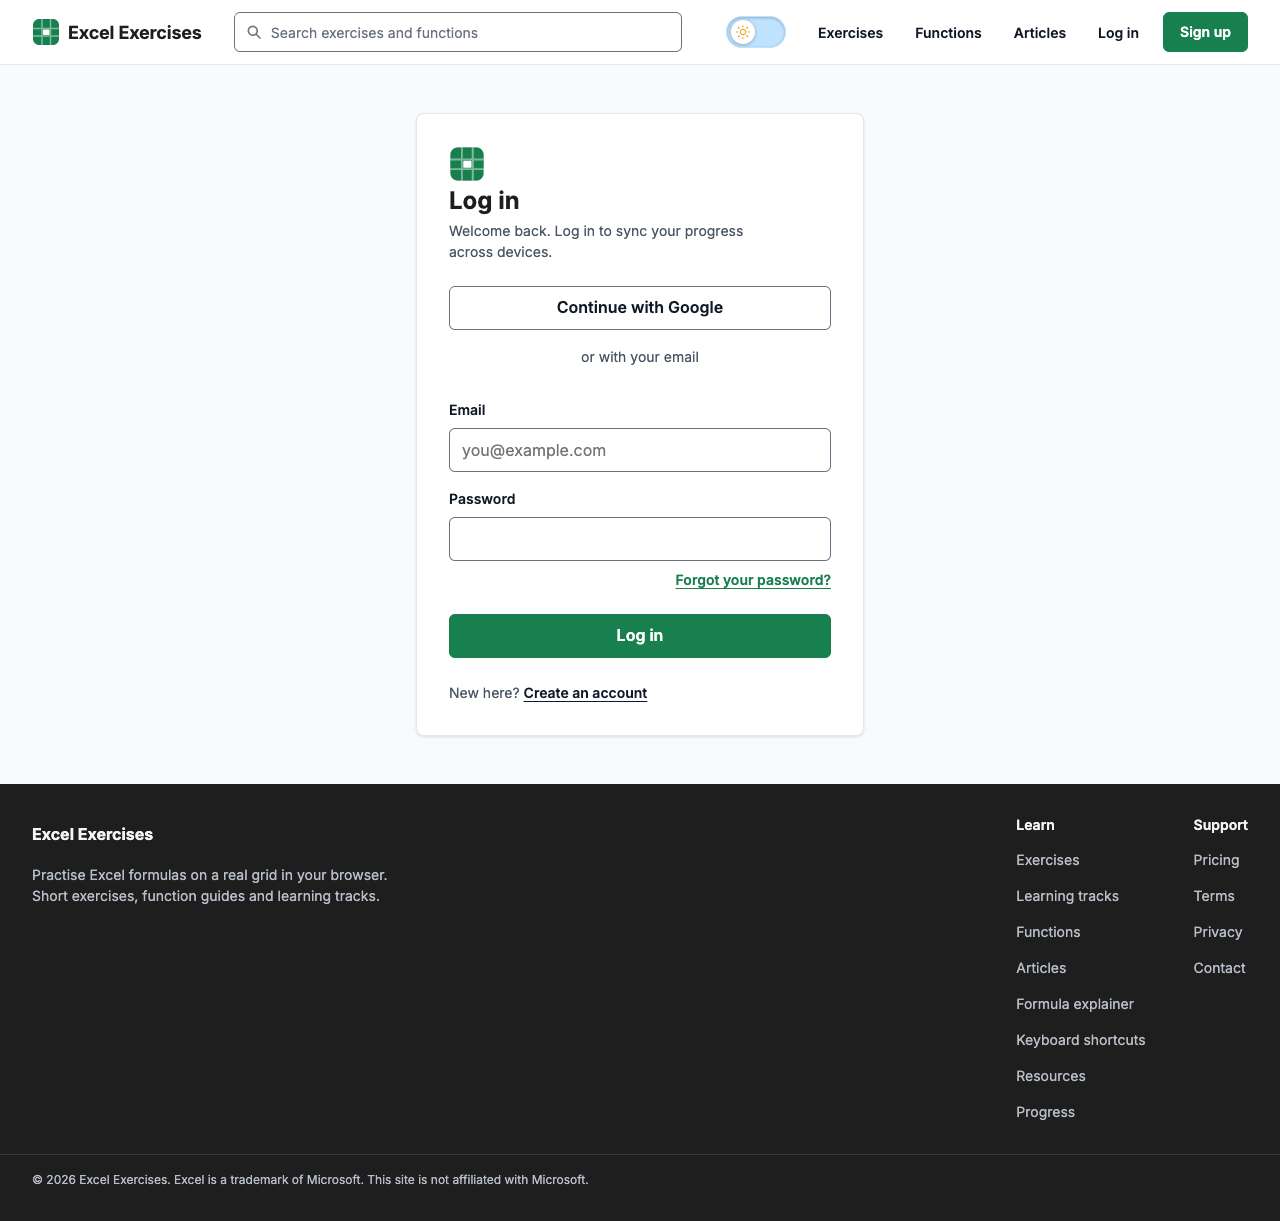 Excel Exercises
Search exercises and functions
Exercises
Functions
Articles
Log in
Sign up
Log in
Welcome back. Log in to sync your progress
across devices.
Continue with Google
or with your email
Email
you@example.com
Password
Forgot your password?
Log in
New here? Create an account
Excel Exercises
Practise Excel formulas on a real grid in your browser.
Short exercises, function guides and learning tracks.
Learn
Exercises
Learning tracks
Functions
Articles
Formula explainer
Keyboard shortcuts
Resources
Progress
Support
Pricing
Terms
Privacy
Contact
© 2026 Excel Exercises. Excel is a trademark of Microsoft. This site is not affiliated with Microsoft.